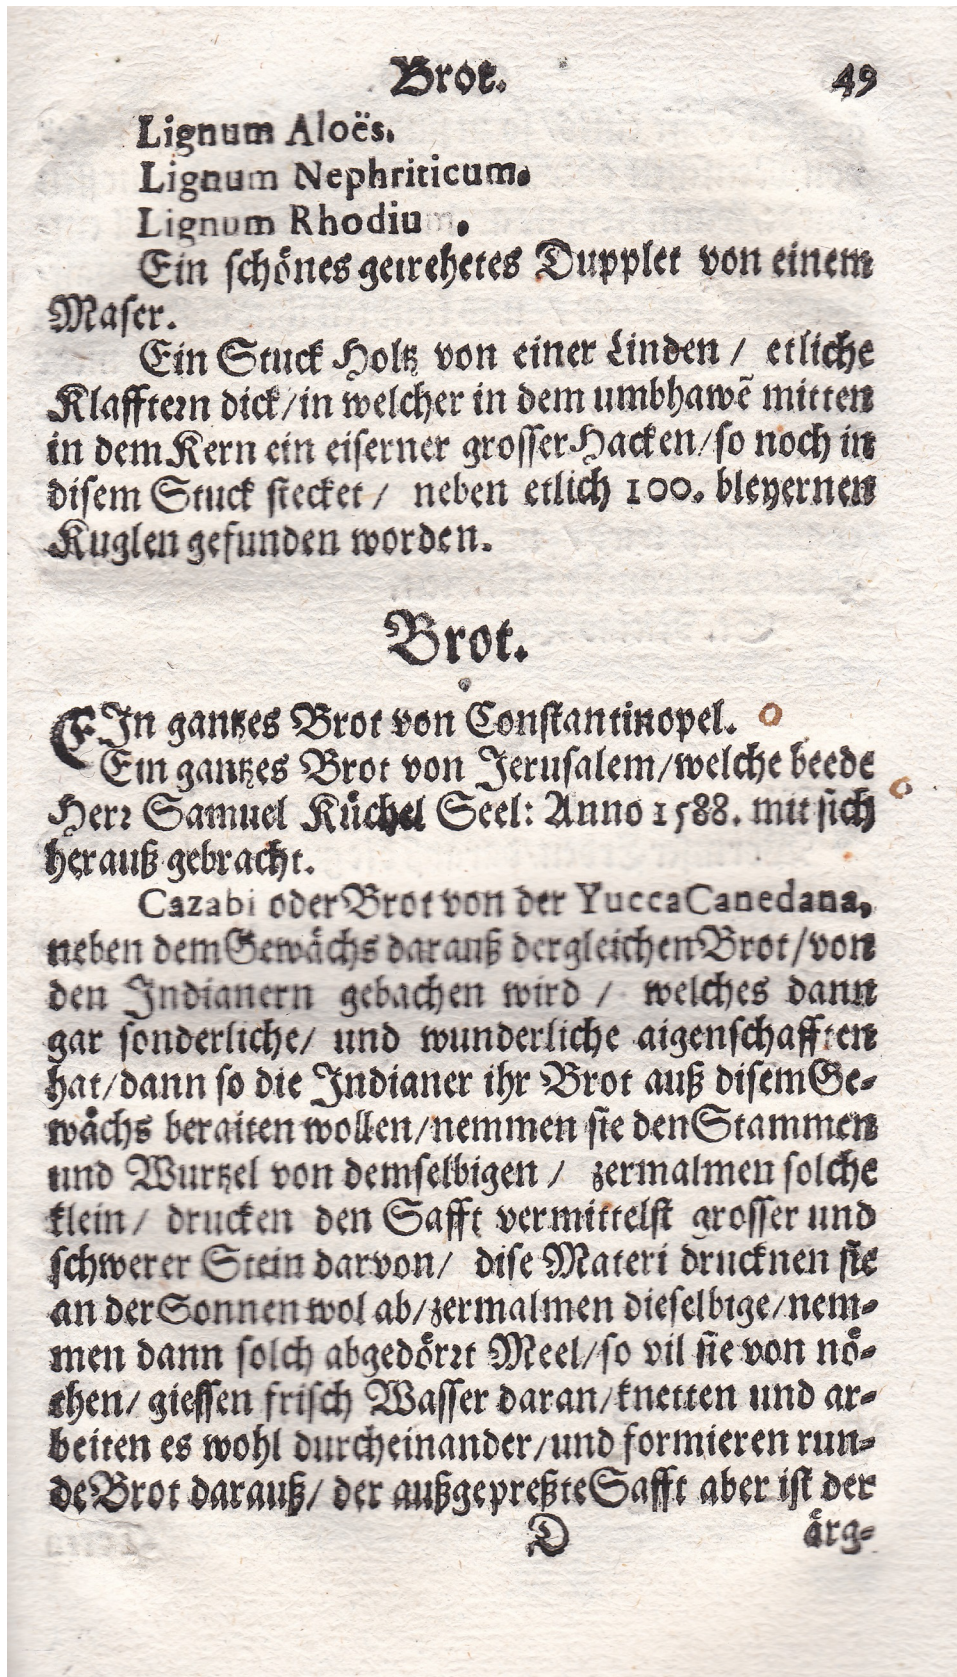 Brot. 49
Lignum Aloës.
Lignum Nephriticum.
Lignum Rhodium.
Ein schönes getrehetes Dupplet von einem
Maser.
Ein Stuck Holtz von einer Linden / etliche
Klafftern dick/in welcher in dem umbhawẽ mitten
in dem Kern ein eiserner grosser Hacken/so noch in
disem Stuck stecket / neben etlich 100. bleyernen
Kuglen gefunden worden.
Brot.
EIn gantzes Brot von Constantinopel.
Ein gantzes Brot von Jerusalem/welche beede
Herr Samuel Küchel Seel: Anno 1588. mit sich
herauß gebracht.
Cazabi oder Brot von der Yucca Canedana,
neben dem Gewächs darauß dergleichen Brot/von
den Indianern gebachen wird / welches dann
gar sonderliche/ und wunderliche aigenschafften
hat/dann so die Indianer ihr Brot auß disem Ge-
wächs beraiten wollen/nemmen sie den Stammen
und Wurtzel von demselbigen / zermalmen solche
klein/ drucken den Safft vermittelst grosser und
schwerer Stein darvon/ dise Materi drucknen sie
an der Sonnen wol ab/zermalmen dieselbige/nem-
men dann solch abgedörrt Meel/so vil sie von nö-
then/ giessen frisch Wasser daran/knetten und ar-
beiten es wohl durcheinander/und formieren run-
de Brot darauß/ der außgepreßte Safft aber ist der
D ärg-